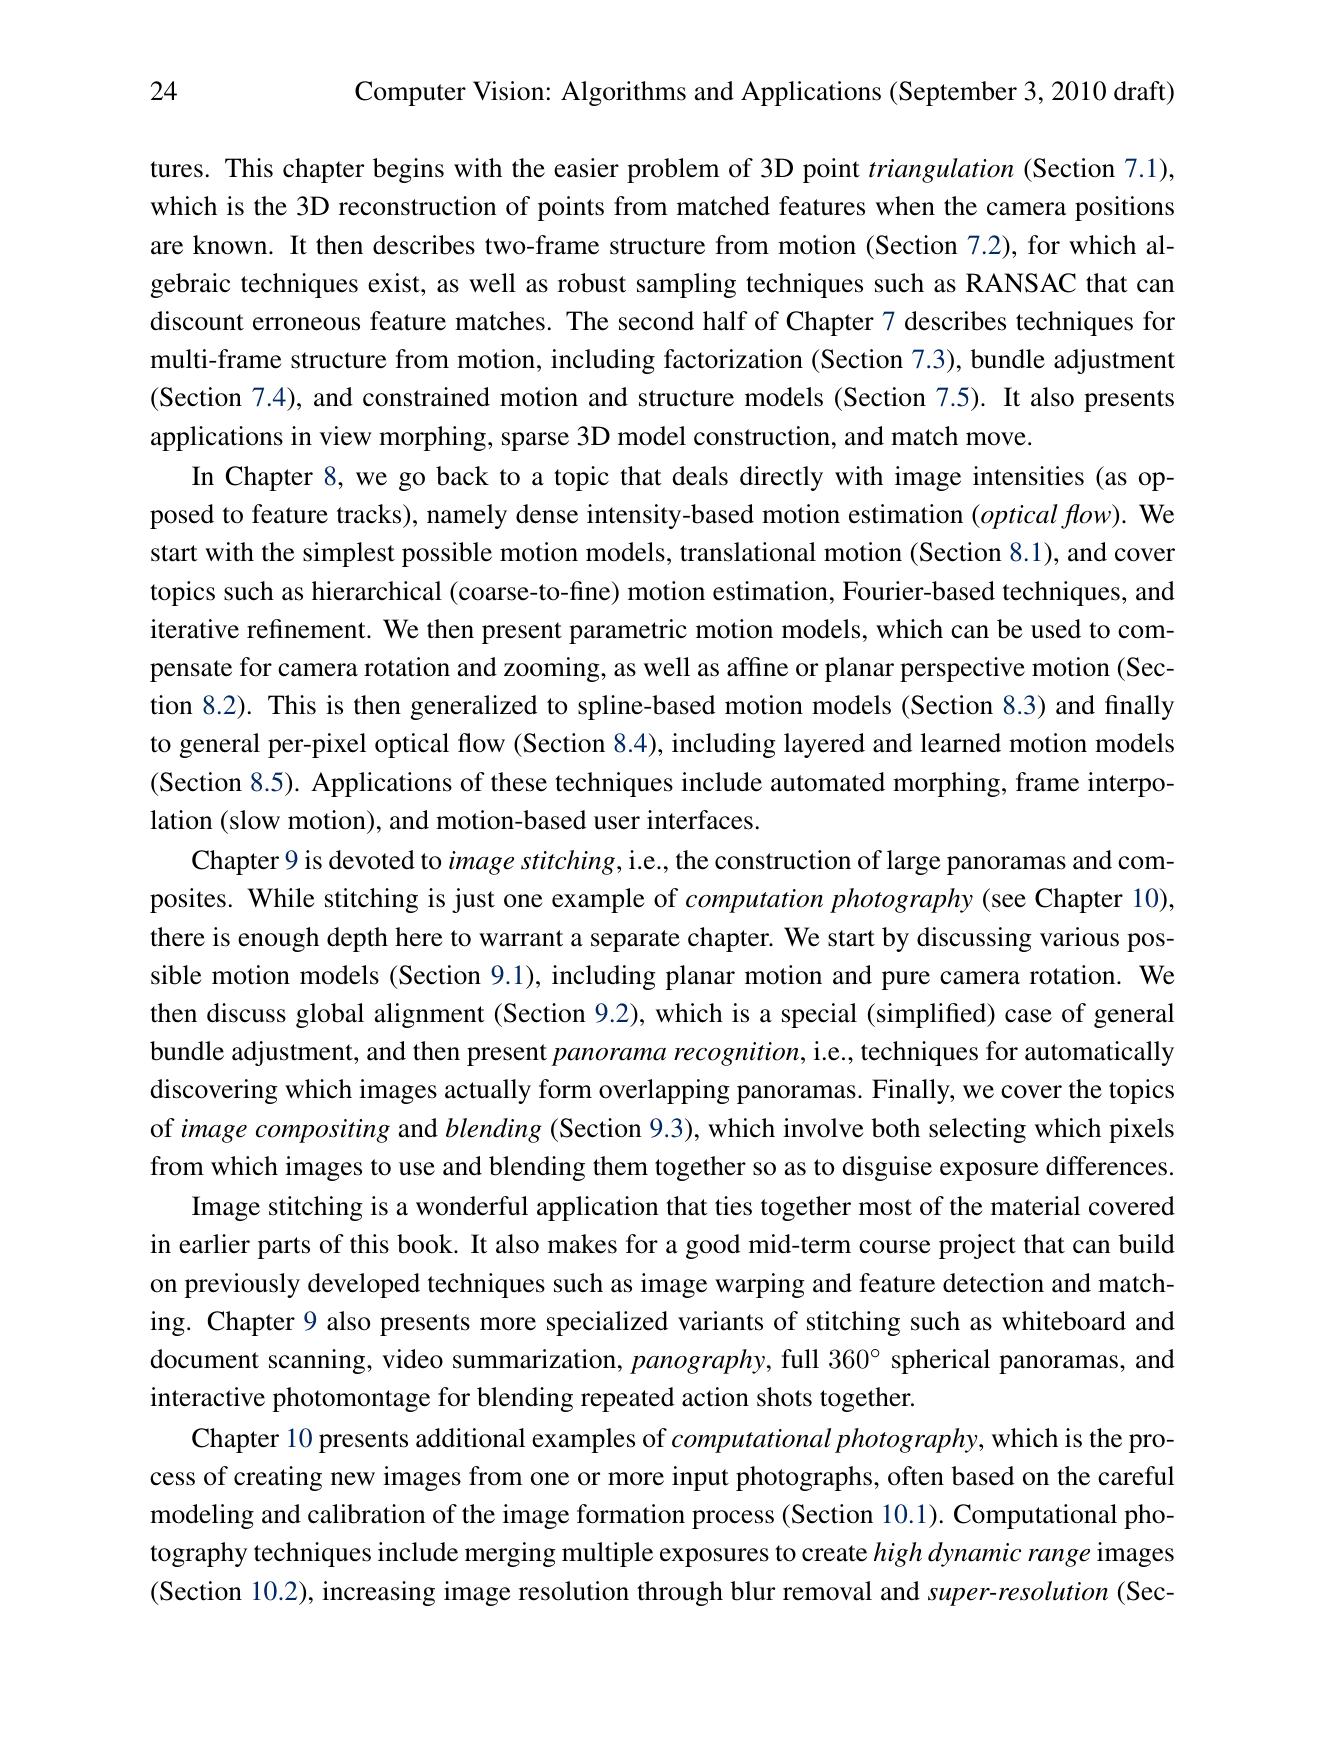 24 Computer Vision: Algorithms and Applications (September 3, 2010 draft)
tures. This chapter begins with the easier problem of 3D point triangulation (Section 7.1),
which is the 3D reconstruction of points from matched features when the camera positions
are known. It then describes two-frame structure from motion (Section 7.2), for which al-
gebraic techniques exist, as well as robust sampling techniques such as RANSAC that can
discount erroneous feature matches. The second half of Chapter 7 describes techniques for
multi-frame structure from motion, including factorization (Section 7.3), bundle adjustment
(Section 7.4), and constrained motion and structure models (Section 7.5). It also presents
applications in view morphing, sparse 3D model construction, and match move.
In Chapter 8, we go back to a topic that deals directly with image intensities (as op-
posed to feature tracks), namely dense intensity-based motion estimation (optical flow). We
start with the simplest possible motion models, translational motion (Section 8.1), and cover
topics such as hierarchical (coarse-to-fine) motion estimation, Fourier-based techniques, and
iterative refinement. We then present parametric motion models, which can be used to com-
pensate for camera rotation and zooming, as well as affine or planar perspective motion (Sec-
tion 8.2). This is then generalized to spline-based motion models (Section 8.3) and finally
to general per-pixel optical flow (Section 8.4), including layered and learned motion models
(Section 8.5). Applications of these techniques include automated morphing, frame interpo-
lation (slow motion), and motion-based user interfaces.
Chapter 9 is devoted to image stitching, i.e., the construction of large panoramas and com-
posites. While stitching is just one example of computation photography (see Chapter 10),
there is enough depth here to warrant a separate chapter. We start by discussing various pos-
sible motion models (Section 9.1), including planar motion and pure camera rotation. We
then discuss global alignment (Section 9.2), which is a special (simplified) case of general
bundle adjustment, and then present panorama recognition, i.e., techniques for automatically
discovering which images actually form overlapping panoramas. Finally, we cover the topics
of image compositing and blending (Section 9.3), which involve both selecting which pixels
from which images to use and blending them together so as to disguise exposure differences.
Image stitching is a wonderful application that ties together most of the material covered
in earlier parts of this book. It also makes for a good mid-term course project that can build
on previously developed techniques such as image warping and feature detection and match-
ing. Chapter 9 also presents more specialized variants of stitching such as whiteboard and
document scanning, video summarization, panography, full 360° spherical panoramas, and
interactive photomontage for blending repeated action shots together.
Chapter 10 presents additional examples of computational photography, which is the pro-
cess of creating new images from one or more input photographs, often based on the careful
modeling and calibration of the image formation process (Section 10.1). Computational pho-
tography techniques include merging multiple exposures to create high dynamic range images
(Section 10.2), increasing image resolution through blur removal and super-resolution (Sec-